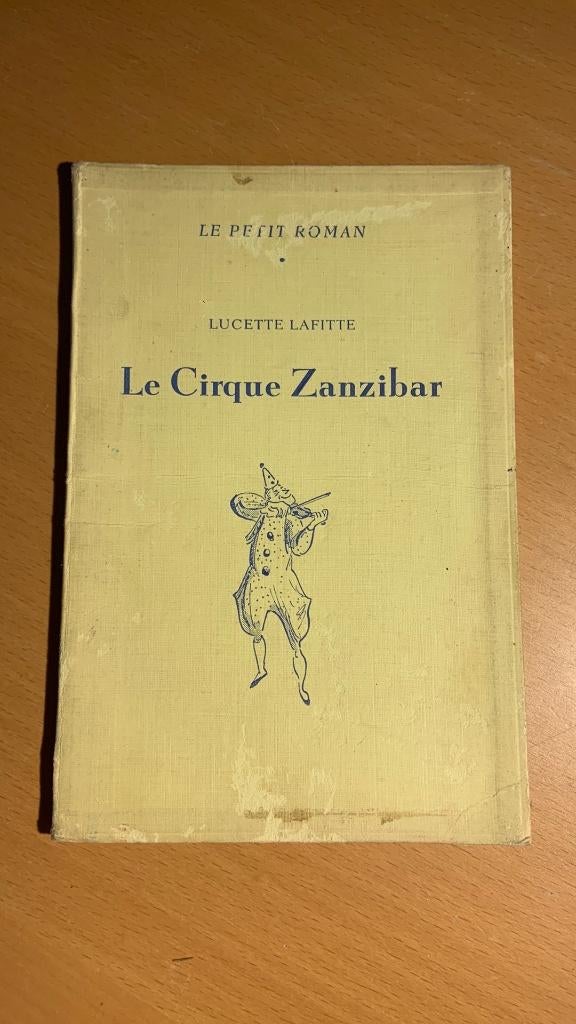 LE PETIT ROMAN
LUCETTE LAFITTE
Le Cirque Zanzibar